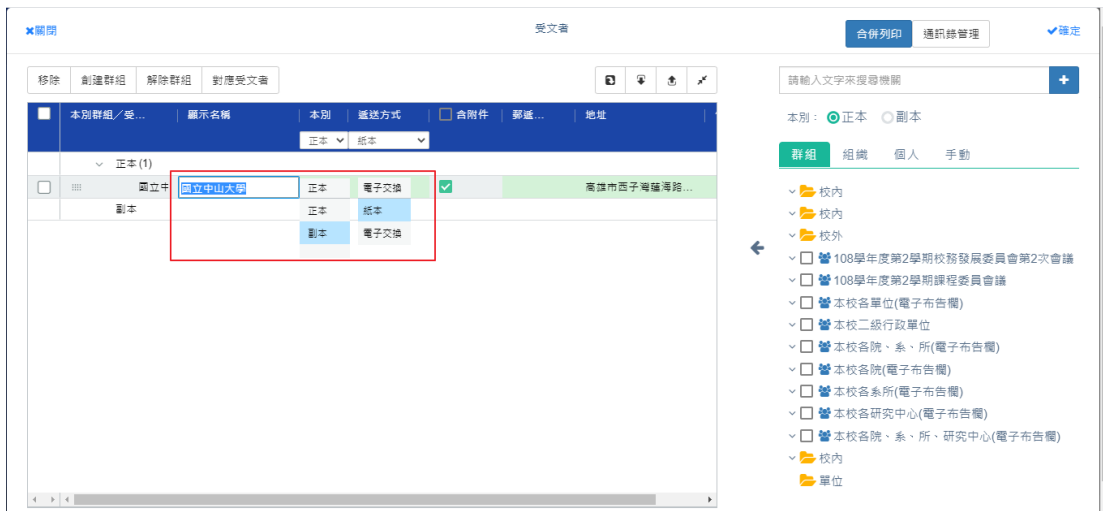 ✖關閉
受文者
合併列印 通訊錄管理 ✔確定
移除 創建群組 解除群組 對應受文者
請輸入文字來搜尋機關
本別群組／受... 顯示名稱 本別 遞送方式 含附件 郵遞... 地址
正本 紙本
本別： 正本 副本
群組 組織 個人 手動
正本(1)
國立中 國立中山大學 正本 電子交換 高雄市西子灣蓮海路...
副本 正本 紙本
副本 電子交換
校內
校內
校外
108學年度第2學期校務發展委員會第2次會議
108學年度第2學期課程委員會議
本校各單位(電子布告欄)
本校二級行政單位
本校各院、系、所(電子布告欄)
本校各院(電子布告欄)
本校各系所(電子布告欄)
本校各研究中心(電子布告欄)
本校各院、系、所、研究中心(電子布告欄)
校內
單位